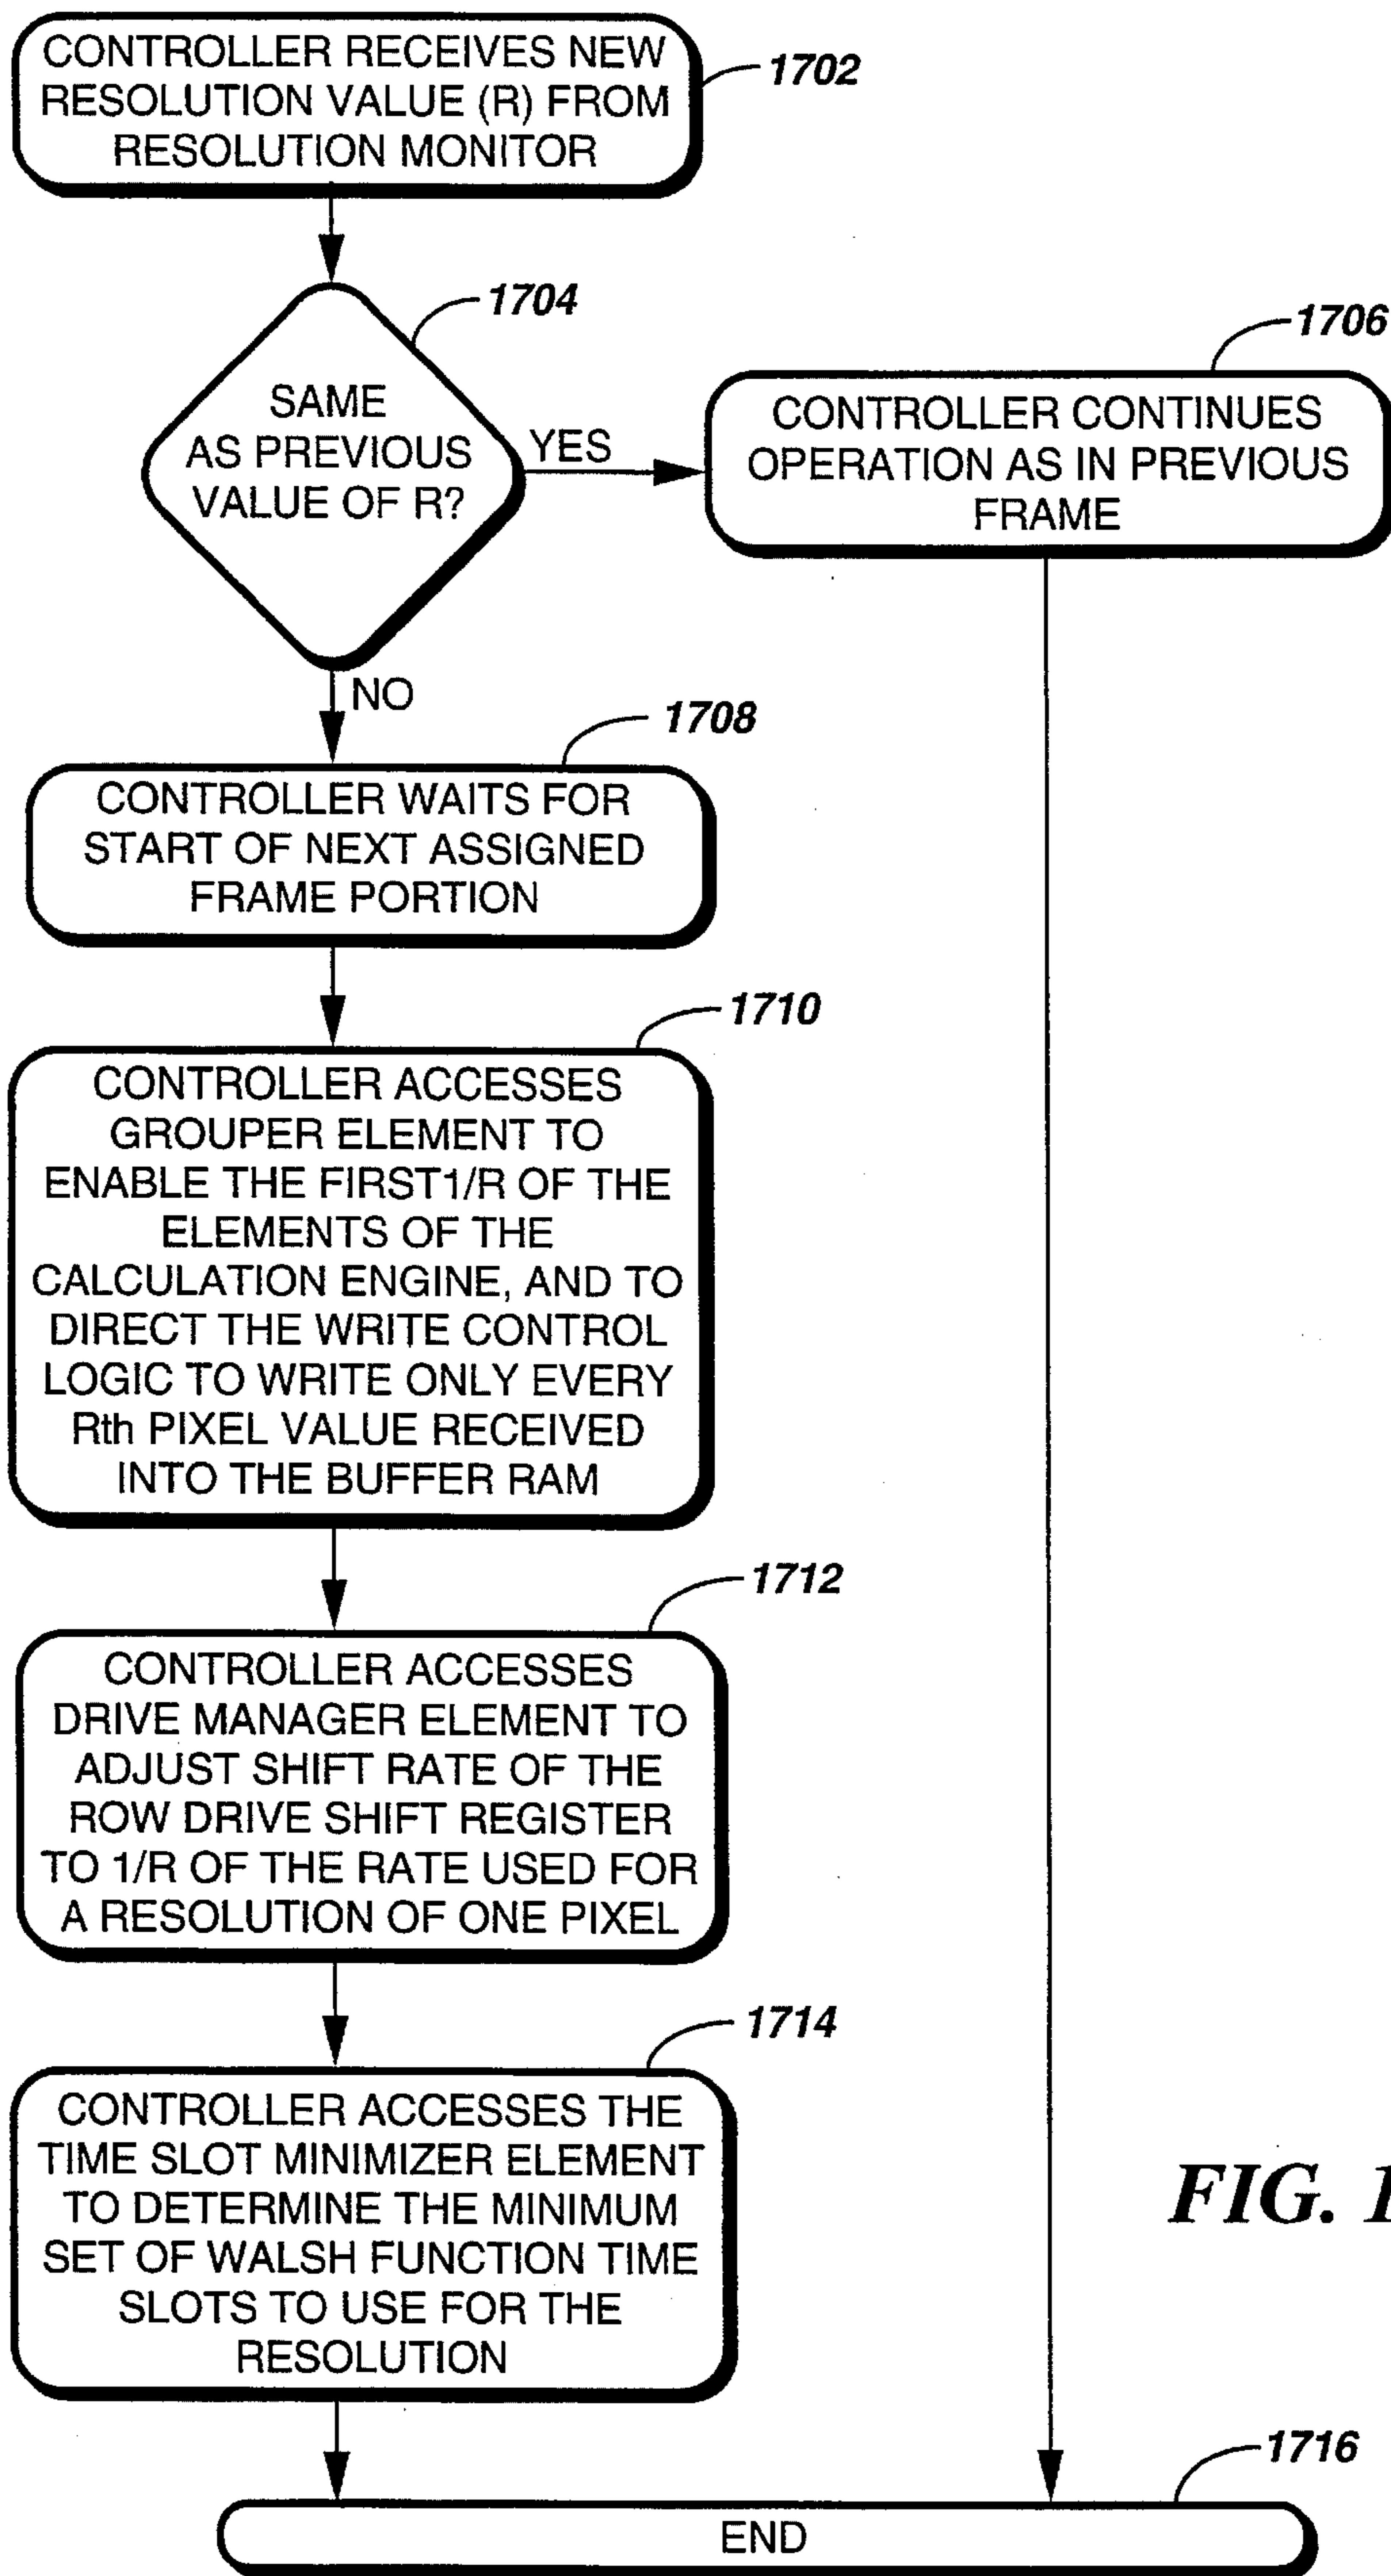 CONTROLLER RECEIVES NEW
RESOLUTION VALUE (R) FROM
RESOLUTION MONITOR
1702
1704
SAME
AS PREVIOUS
VALUE OF R?
YES
1706
CONTROLLER CONTINUES
OPERATION AS IN PREVIOUS
FRAME
NO
1708
CONTROLLER WAITS FOR
START OF NEXT ASSIGNED
FRAME PORTION
1710
CONTROLLER ACCESSES
GROUPER ELEMENT TO
ENABLE THE FIRST1/R OF THE
ELEMENTS OF THE
CALCULATION ENGINE, AND TO
DIRECT THE WRITE CONTROL
LOGIC TO WRITE ONLY EVERY
Rth PIXEL VALUE RECEIVED
INTO THE BUFFER RAM
1712
CONTROLLER ACCESSES
DRIVE MANAGER ELEMENT TO
ADJUST SHIFT RATE OF THE
ROW DRIVE SHIFT REGISTER
TO 1/R OF THE RATE USED FOR
A RESOLUTION OF ONE PIXEL
1714
CONTROLLER ACCESSES THE
TIME SLOT MINIMIZER ELEMENT
TO DETERMINE THE MINIMUM
SET OF WALSH FUNCTION TIME
SLOTS TO USE FOR THE
RESOLUTION
FIG. 1
1716
END